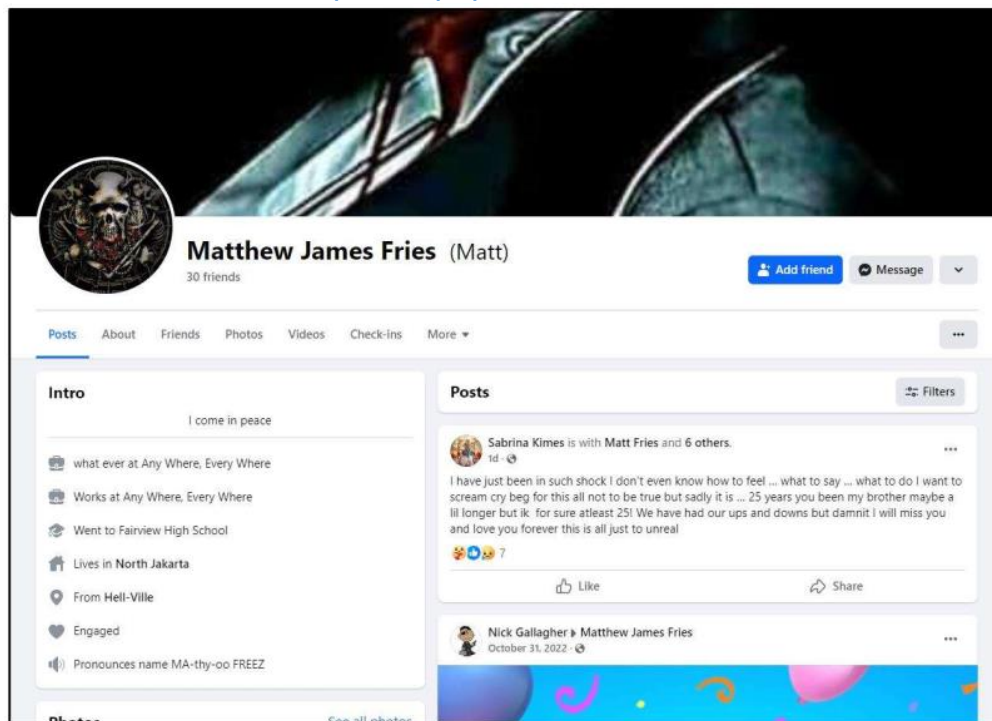 Matthew James Fries (Matt)
30 friends
Add friend
Message
Posts
About
Friends
Photos
Videos
Check-ins
More
Intro
I come in peace
what ever at Any Where, Every Where
Works at Any Where, Every Where
Went to Fairview High School
Lives in North Jakarta
From Hell-Ville
Engaged
Pronounces name MA-thy-oo FREEZ
Photos
See all photos
Posts
Filters
Sabrina Kimes is with Matt Fries and 6 others.
1d ·
I have just been in such shock I don't even know how to feel ... what to say ... what to do I want to
scream cry beg for this all not to be true but sadly it is ... 25 years you been my brother maybe a
lil longer but ik for sure atleast 25! We have had our ups and downs but damnit I will miss you
and love you forever this is all just to unreal
7
Like
Share
Nick Gallagher ▸ Matthew James Fries
October 31, 2022 ·